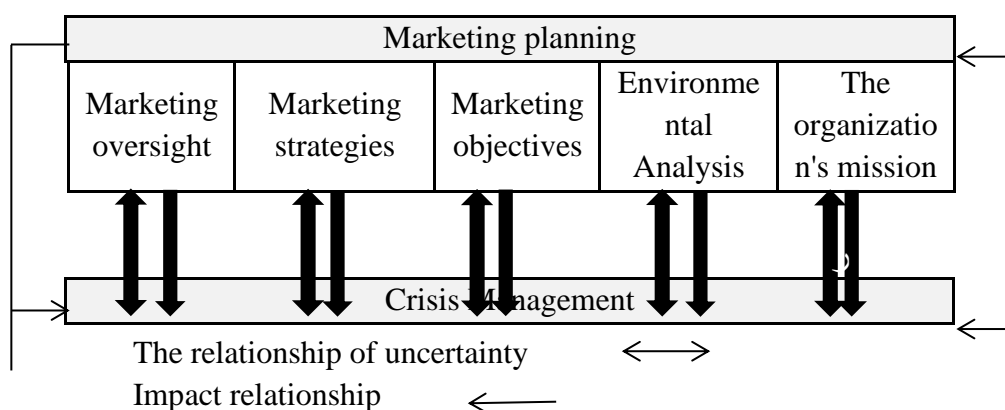 Marketing planning
Marketing
oversight
Marketing
strategies
Marketing
objectives
Environme
ntal
Analysis
The
organizatio
n's mission
Crisis Management
The relationship of uncertainty
Impact relationship